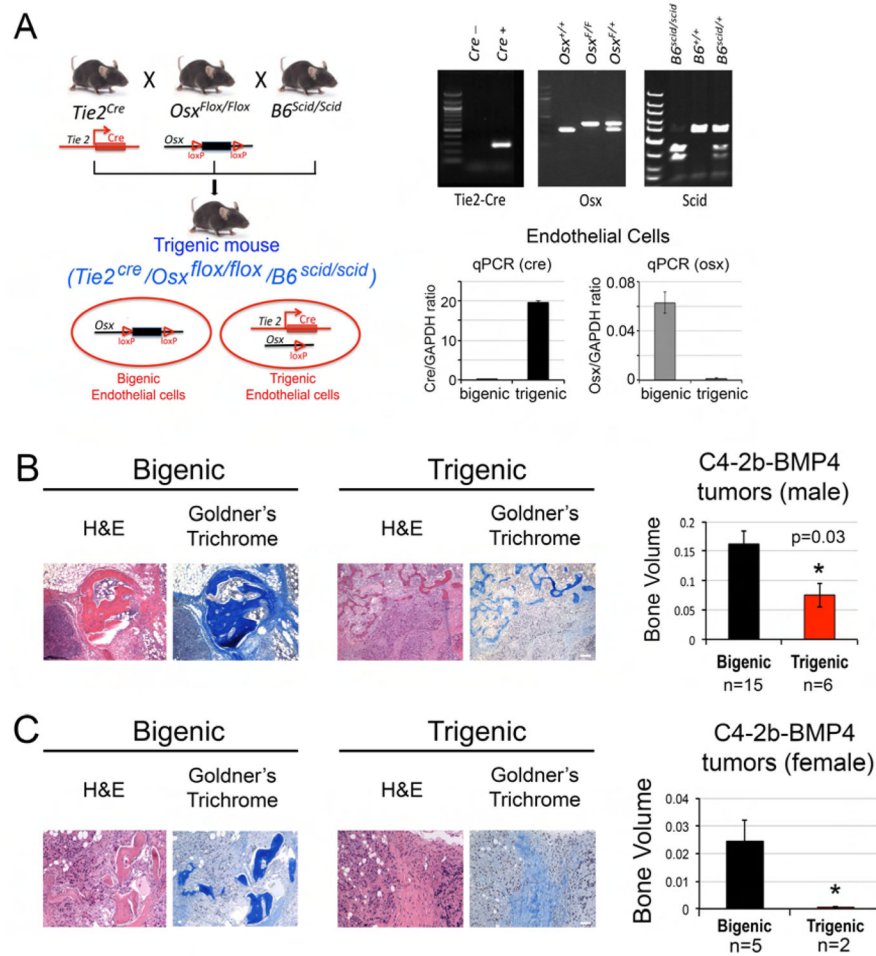 A
Tie2Cre
X
OsxFlox/Flox
X
B6Scid/Scid
Tie 2
Cre
Osx
loxP
loxP
Trigenic mouse
(Tie2cre/Osxflox/flox/B6scid/scid)
Osx
loxP
loxP
Bigenic
Endothelial cells
Tie 2
Cre
Osx
loxP
Trigenic
Endothelial cells
Cre –
Cre +
Tie2-Cre
Osx+/+
OsxF/F
OsxF/+
Osx
B6scid/scid
B6+/+
B6scid/+
Scid
Endothelial Cells
qPCR (cre)
Cre/GAPDH ratio
20
10
0
bigenic
trigenic
qPCR (osx)
Osx/GAPDH ratio
0.08
0.04
0
bigenic
trigenic
B
Bigenic
H&E
Goldner's
Trichrome
Trigenic
H&E
Goldner's
Trichrome
C4-2b-BMP4
tumors (male)
Bone Volume
0.2
0.15
0.1
0.05
0
p=0.03
*
Bigenic
n=15
Trigenic
n=6
C
Bigenic
H&E
Goldner's
Trichrome
Trigenic
H&E
Goldner's
Trichrome
C4-2b-BMP4
tumors (female)
Bone Volume
0.04
0.03
0.02
0.01
0
*
Bigenic
n=5
Trigenic
n=2